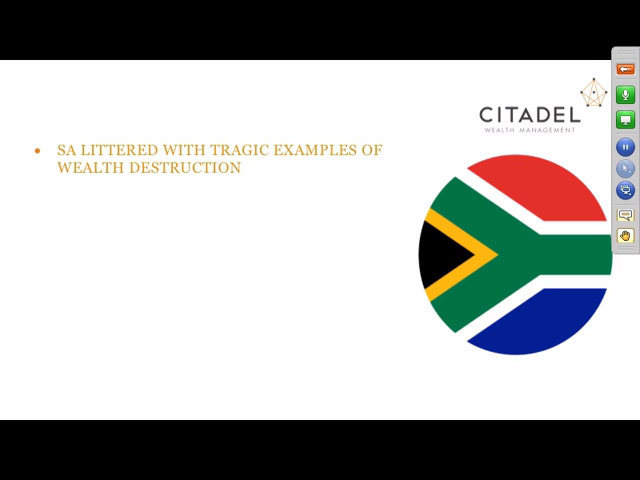 CITADEL
WEALTH MANAGEMENT
• SA LITTERED WITH TRAGIC EXAMPLES OF
WEALTH DESTRUCTION